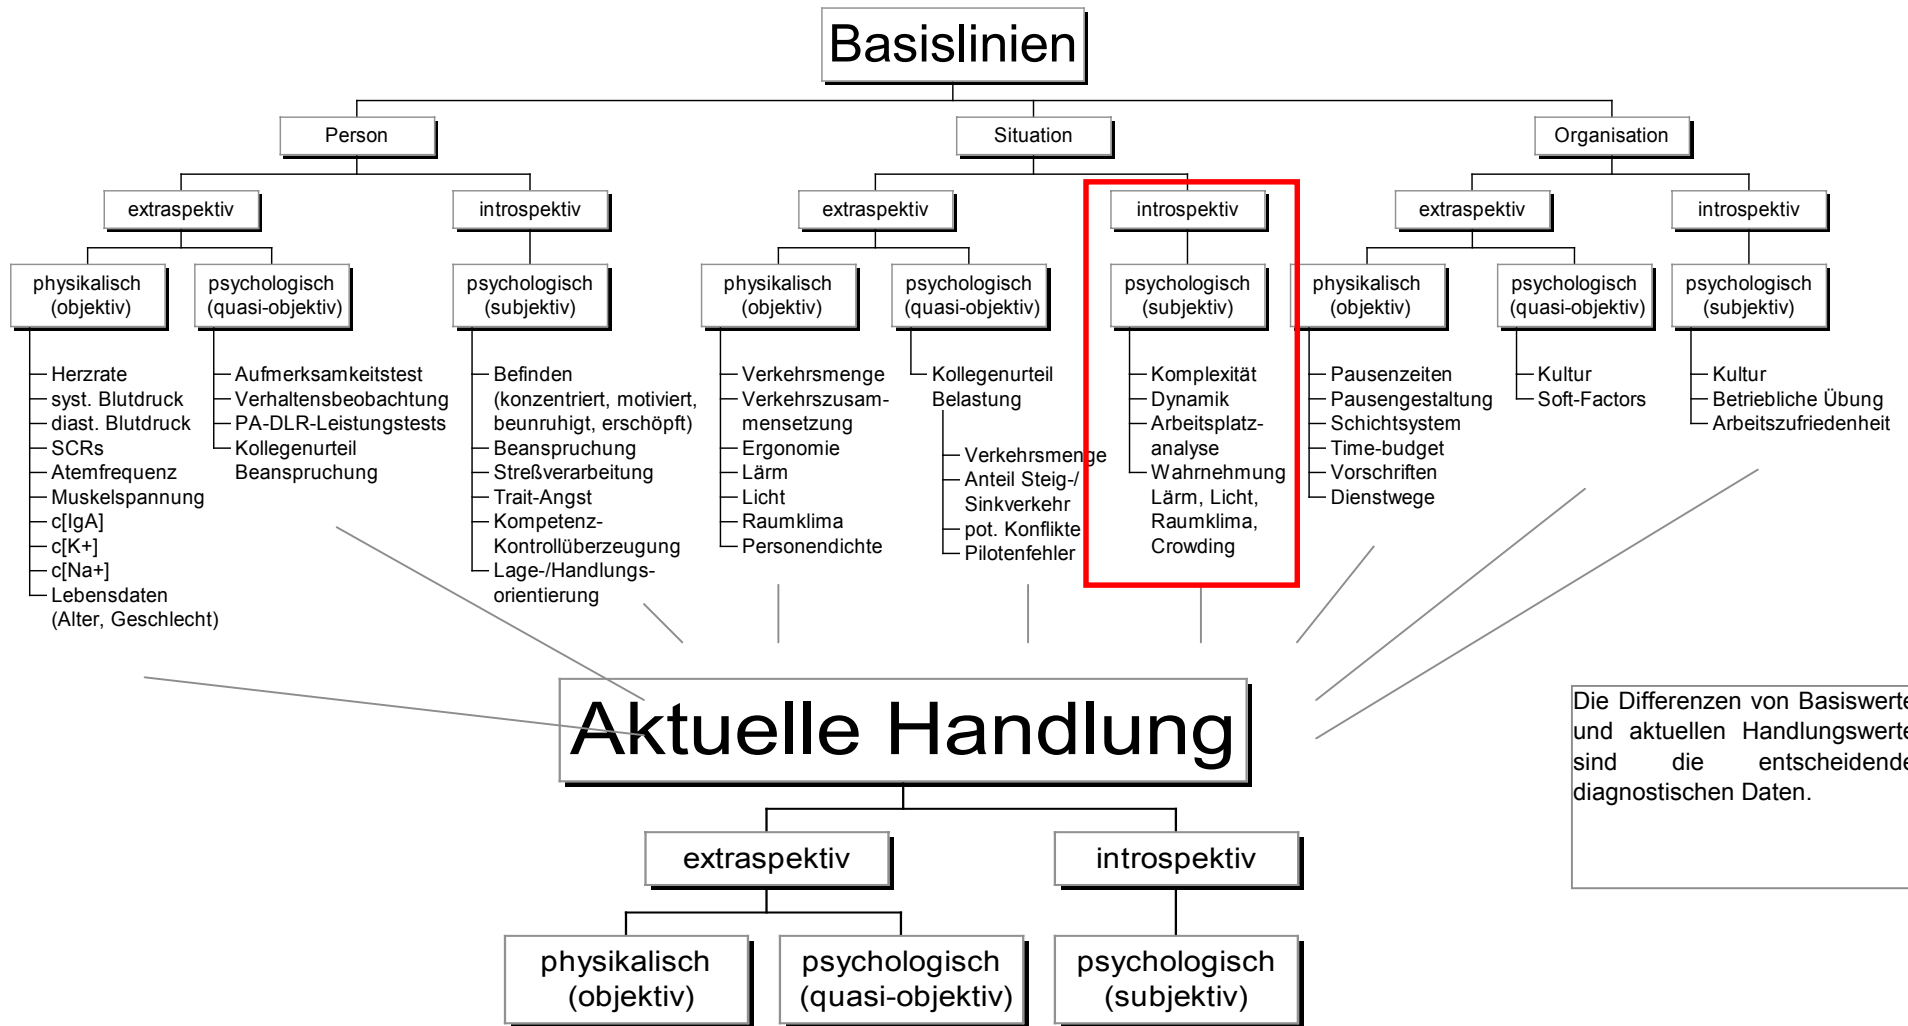 Basislinien
Person
Situation
Organisation
extraspektiv
introspektiv
extraspektiv
introspektiv
extraspektiv
introspektiv
physikalisch
(objektiv)
psychologisch
(quasi-objektiv)
psychologisch
(subjektiv)
physikalisch
(objektiv)
psychologisch
(quasi-objektiv)
psychologisch
(subjektiv)
physikalisch
(objektiv)
psychologisch
(quasi-objektiv)
psychologisch
(subjektiv)
Herzrate
syst. Blutdruck
diast. Blutdruck
SCRs
Atemfrequenz
Muskelspannung
c[IgA]
c[K+]
c[Na+]
Lebensdaten
(Alter, Geschlecht)
Aufmerksamkeitstest
Verhaltensbeobachtung
PA-DLR-Leistungstests
Kollegenurteil
Beanspruchung
Befinden
(konzentriert, motiviert,
beunruhigt, erschöpft)
Beanspruchung
Streßverarbeitung
Trait-Angst
Kompetenz-
Kontrollüberzeugung
Lage-/Handlungs-
orientierung
Verkehrsmenge
Verkehrszusam-
mensetzung
Ergonomie
Lärm
Licht
Raumklima
Personendichte
Kollegenurteil
Belastung
Verkehrsmenge
Anteil Steig-/
Sinkverkehr
pot. Konflikte
Pilotenfehler
Komplexität
Dynamik
Arbeitsplatz-
analyse
Wahrnehmung
Lärm, Licht,
Raumklima,
Crowding
Pausenzeiten
Pausengestaltung
Schichtsystem
Time-budget
Vorschriften
Dienstwege
Kultur
Soft-Factors
Kultur
Betriebliche Übung
Arbeitszufriedenheit
Aktuelle Handlung
Die Differenzen von Basiswerte
und aktuellen Handlungswerte
sind die entscheidende
diagnostischen Daten.
extraspektiv
introspektiv
physikalisch
(objektiv)
psychologisch
(quasi-objektiv)
psychologisch
(subjektiv)